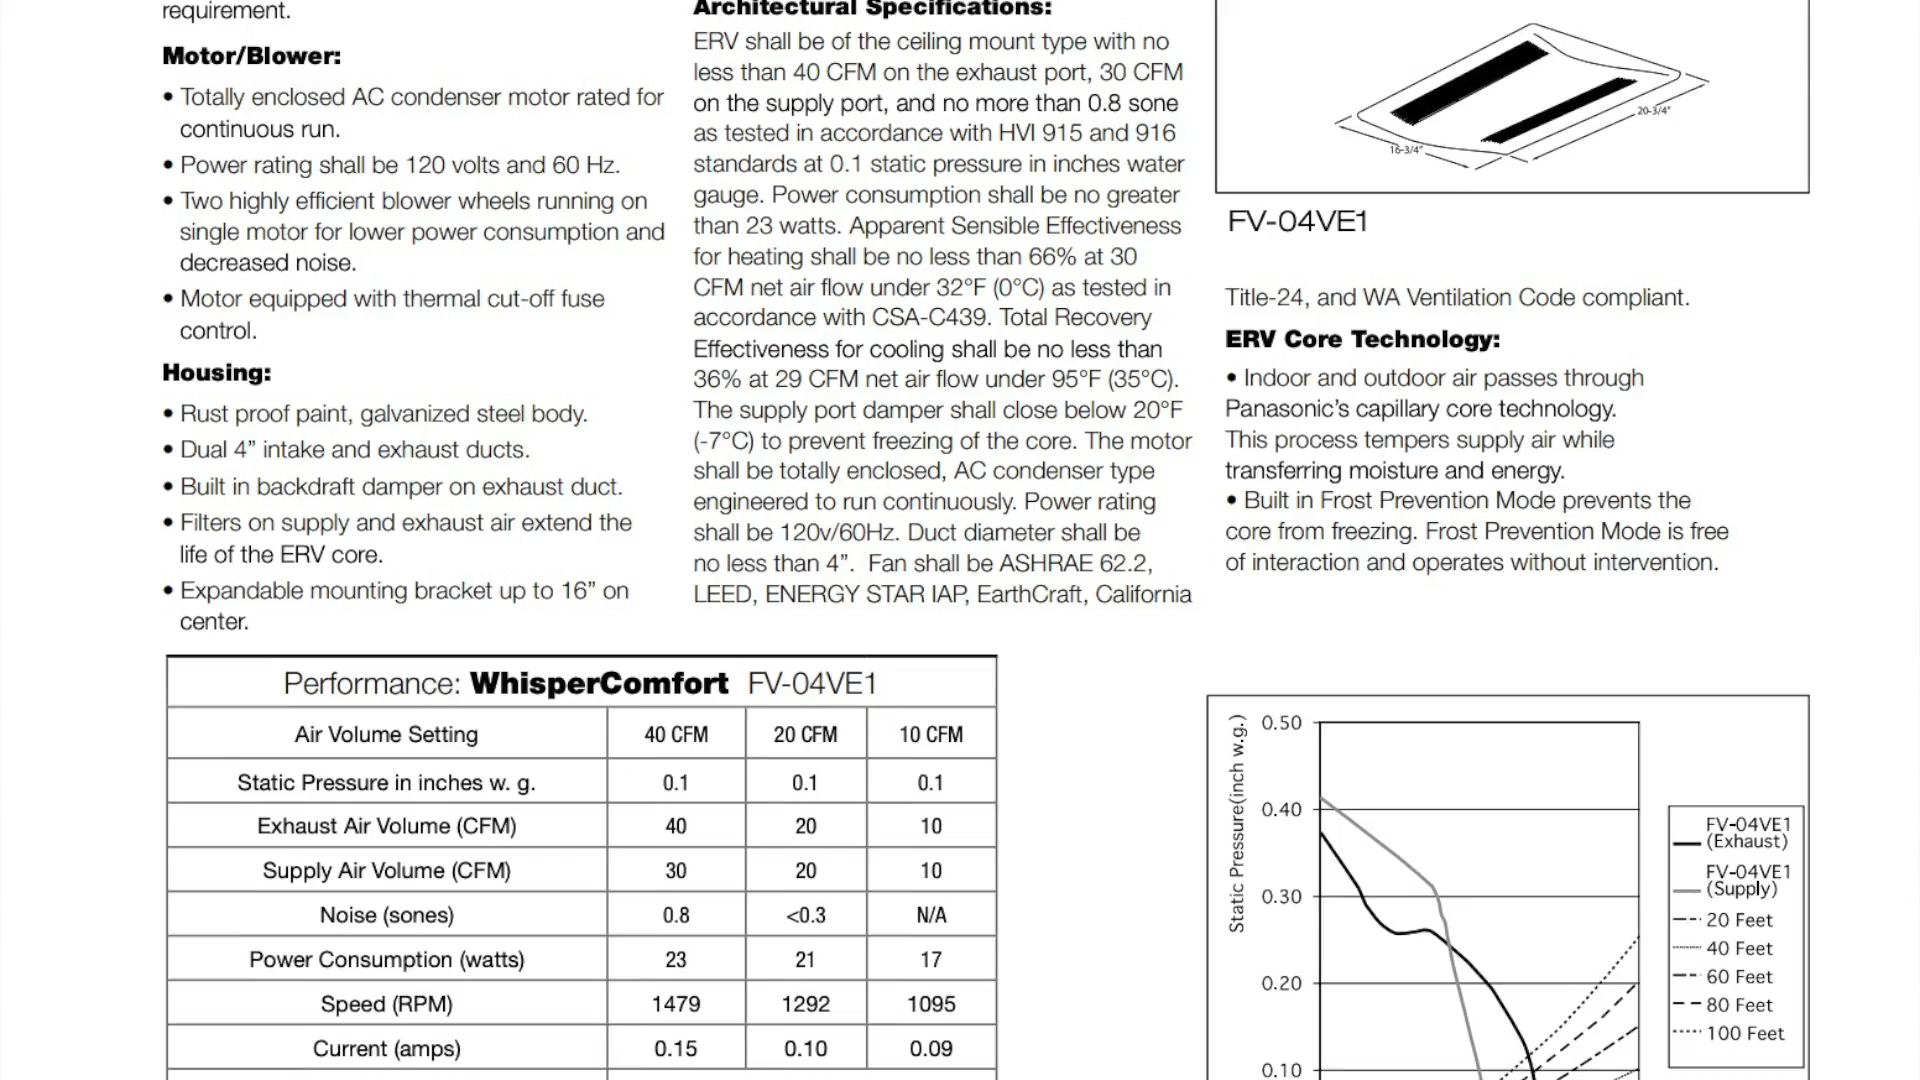 requirement.
Motor/Blower:
• Totally enclosed AC condenser motor rated for
continuous run.
• Power rating shall be 120 volts and 60 Hz.
• Two highly efficient blower wheels running on
single motor for lower power consumption and
decreased noise.
• Motor equipped with thermal cut-off fuse
control.
Housing:
• Rust proof paint, galvanized steel body.
• Dual 4” intake and exhaust ducts.
• Built in backdraft damper on exhaust duct.
• Filters on supply and exhaust air extend the
life of the ERV core.
• Expandable mounting bracket up to 16” on
center.
Architectural Specifications:
ERV shall be of the ceiling mount type with no
less than 40 CFM on the exhaust port, 30 CFM
on the supply port, and no more than 0.8 sone
as tested in accordance with HVI 915 and 916
standards at 0.1 static pressure in inches water
gauge. Power consumption shall be no greater
than 23 watts. Apparent Sensible Effectiveness
for heating shall be no less than 66% at 30
CFM net air flow under 32°F (0°C) as tested in
accordance with CSA-C439. Total Recovery
Effectiveness for cooling shall be no less than
36% at 29 CFM net air flow under 95°F (35°C).
The supply port damper shall close below 20°F
(-7°C) to prevent freezing of the core. The motor
shall be totally enclosed, AC condenser type
engineered to run continuously. Power rating
shall be 120v/60Hz. Duct diameter shall be
no less than 4”. Fan shall be ASHRAE 62.2,
LEED, ENERGY STAR IAP, EarthCraft, California
20-3/4"
16-3/4"
FV-04VE1
Title-24, and WA Ventilation Code compliant.
ERV Core Technology:
• Indoor and outdoor air passes through
Panasonic’s capillary core technology.
This process tempers supply air while
transferring moisture and energy.
• Built in Frost Prevention Mode prevents the
core from freezing. Frost Prevention Mode is free
of interaction and operates without intervention.
Performance: WhisperComfort FV-04VE1
Air Volume Setting 40 CFM 20 CFM 10 CFM
Static Pressure in inches w. g. 0.1 0.1 0.1
Exhaust Air Volume (CFM) 40 20 10
Supply Air Volume (CFM) 30 20 10
Noise (sones) 0.8 <0.3 N/A
Power Consumption (watts) 23 21 17
Speed (RPM) 1479 1292 1095
Current (amps) 0.15 0.10 0.09
Static Pressure(inch w.g.)
0.50
0.40
0.30
0.20
0.10
FV-04VE1
(Exhaust)
FV-04VE1
(Supply)
20 Feet
40 Feet
60 Feet
80 Feet
100 Feet